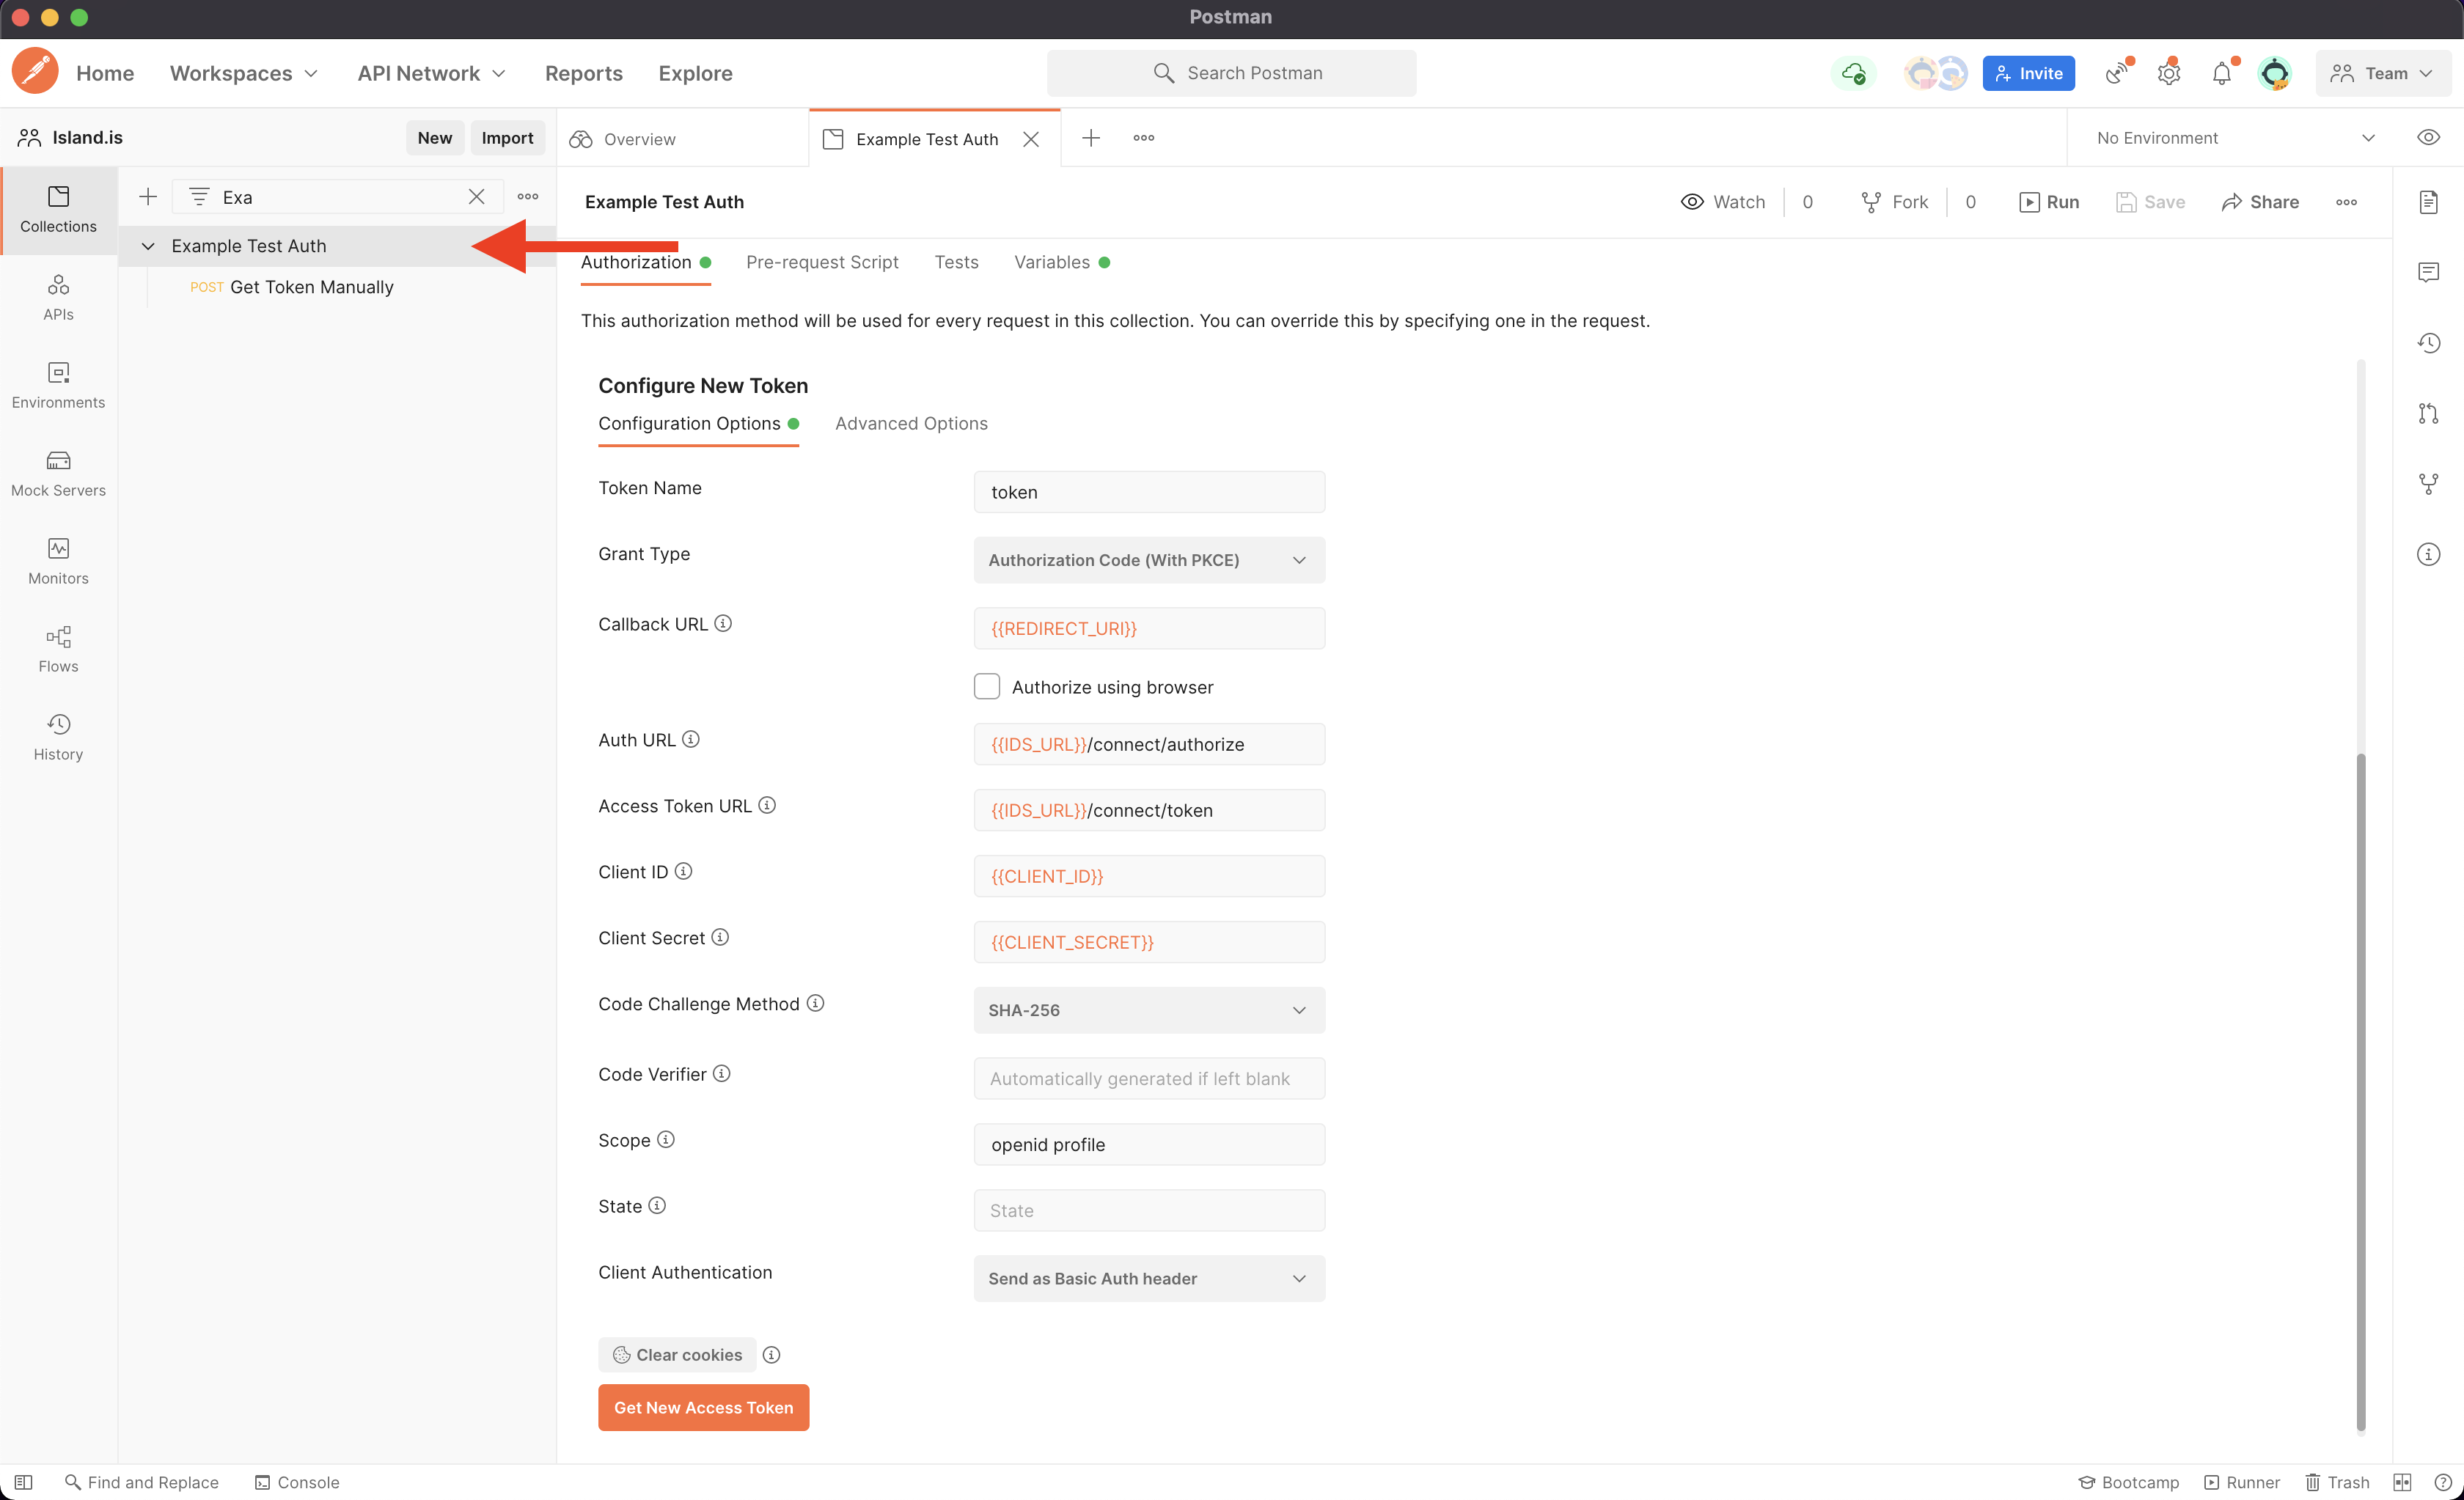 Postman
Home Workspaces API Network Reports Explore Search Postman Invite Team
Island.is New Import Overview Example Test Auth No Environment
Collections
Exa
Example Test Auth
POST Get Token Manually
APIs
Environments
Mock Servers
Monitors
Flows
History
Example Test Auth Watch 0 Fork 0 Run Save Share
Authorization Pre-request Script Tests Variables
This authorization method will be used for every request in this collection. You can override this by specifying one in the request.
Configure New Token
Configuration Options Advanced Options
Token Name token
Grant Type Authorization Code (With PKCE)
Callback URL {{REDIRECT_URI}}
Authorize using browser
Auth URL {{IDS_URL}}/connect/authorize
Access Token URL {{IDS_URL}}/connect/token
Client ID {{CLIENT_ID}}
Client Secret {{CLIENT_SECRET}}
Code Challenge Method SHA-256
Code Verifier Automatically generated if left blank
Scope openid profile
State State
Client Authentication Send as Basic Auth header
Clear cookies
Get New Access Token
Find and Replace Console Bootcamp Runner Trash